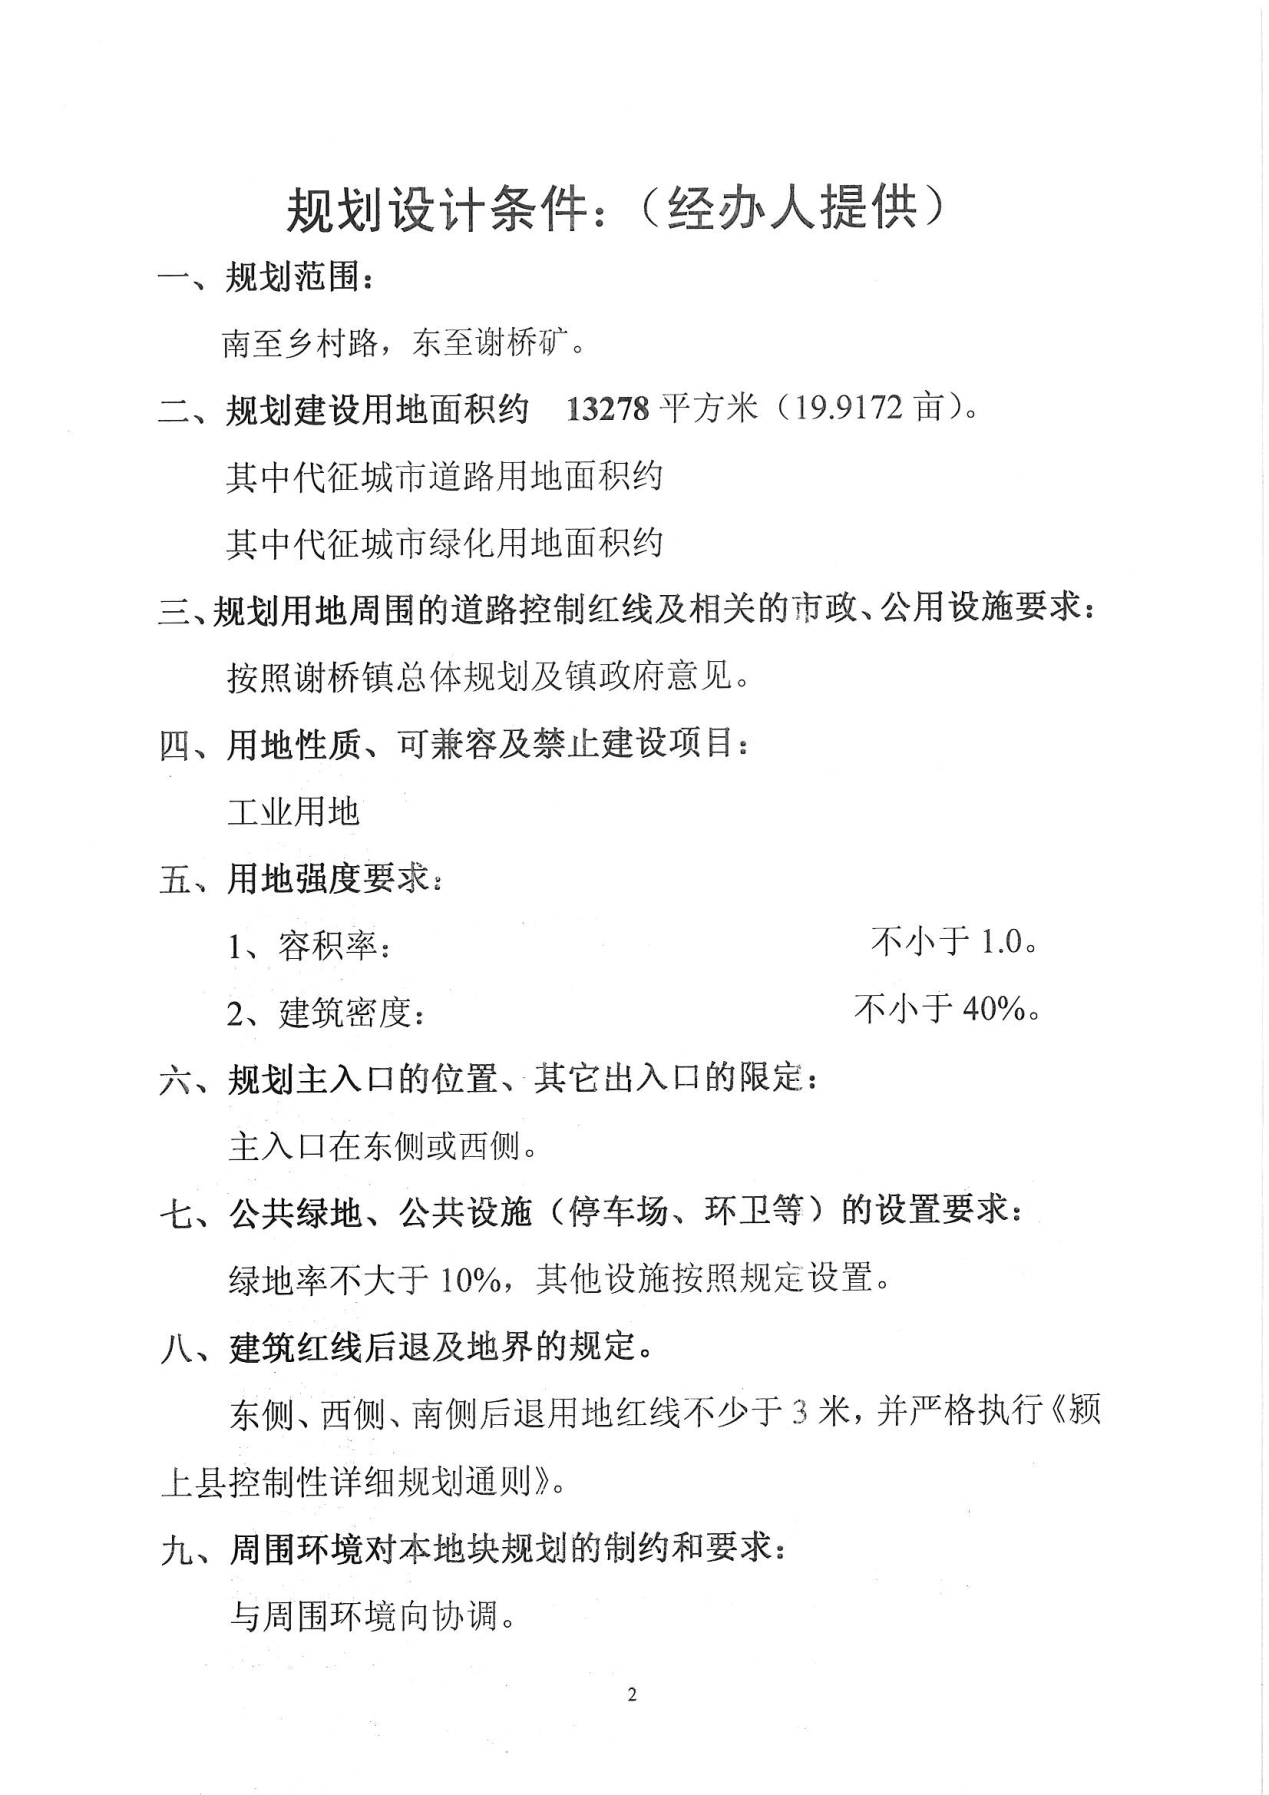 规划设计条件：（经办人提供）
一、规划范围：
南至乡村路，东至谢桥矿。
二、规划建设用地面积约 13278平方米（19.9172亩）。
其中代征城市道路用地面积约
其中代征城市绿化用地面积约
三、规划用地周围的道路控制红线及相关的市政、公用设施要求：
按照谢桥镇总体规划及镇政府意见。
四、用地性质、可兼容及禁止建设项目：
工业用地
五、用地强度要求：
1、容积率： 不小于1.0。
2、建筑密度： 不小于40%。
六、规划主入口的位置、其它出入口的限定：
主入口在东侧或西侧。
七、公共绿地、公共设施（停车场、环卫等）的设置要求：
绿地率不大于10%，其他设施按照规定设置。
八、建筑红线后退及地界的规定。
东侧、西侧、南侧后退用地红线不少于3米，并严格执行《颍
上县控制性详细规划通则》。
九、周围环境对本地块规划的制约和要求：
与周围环境向协调。
2